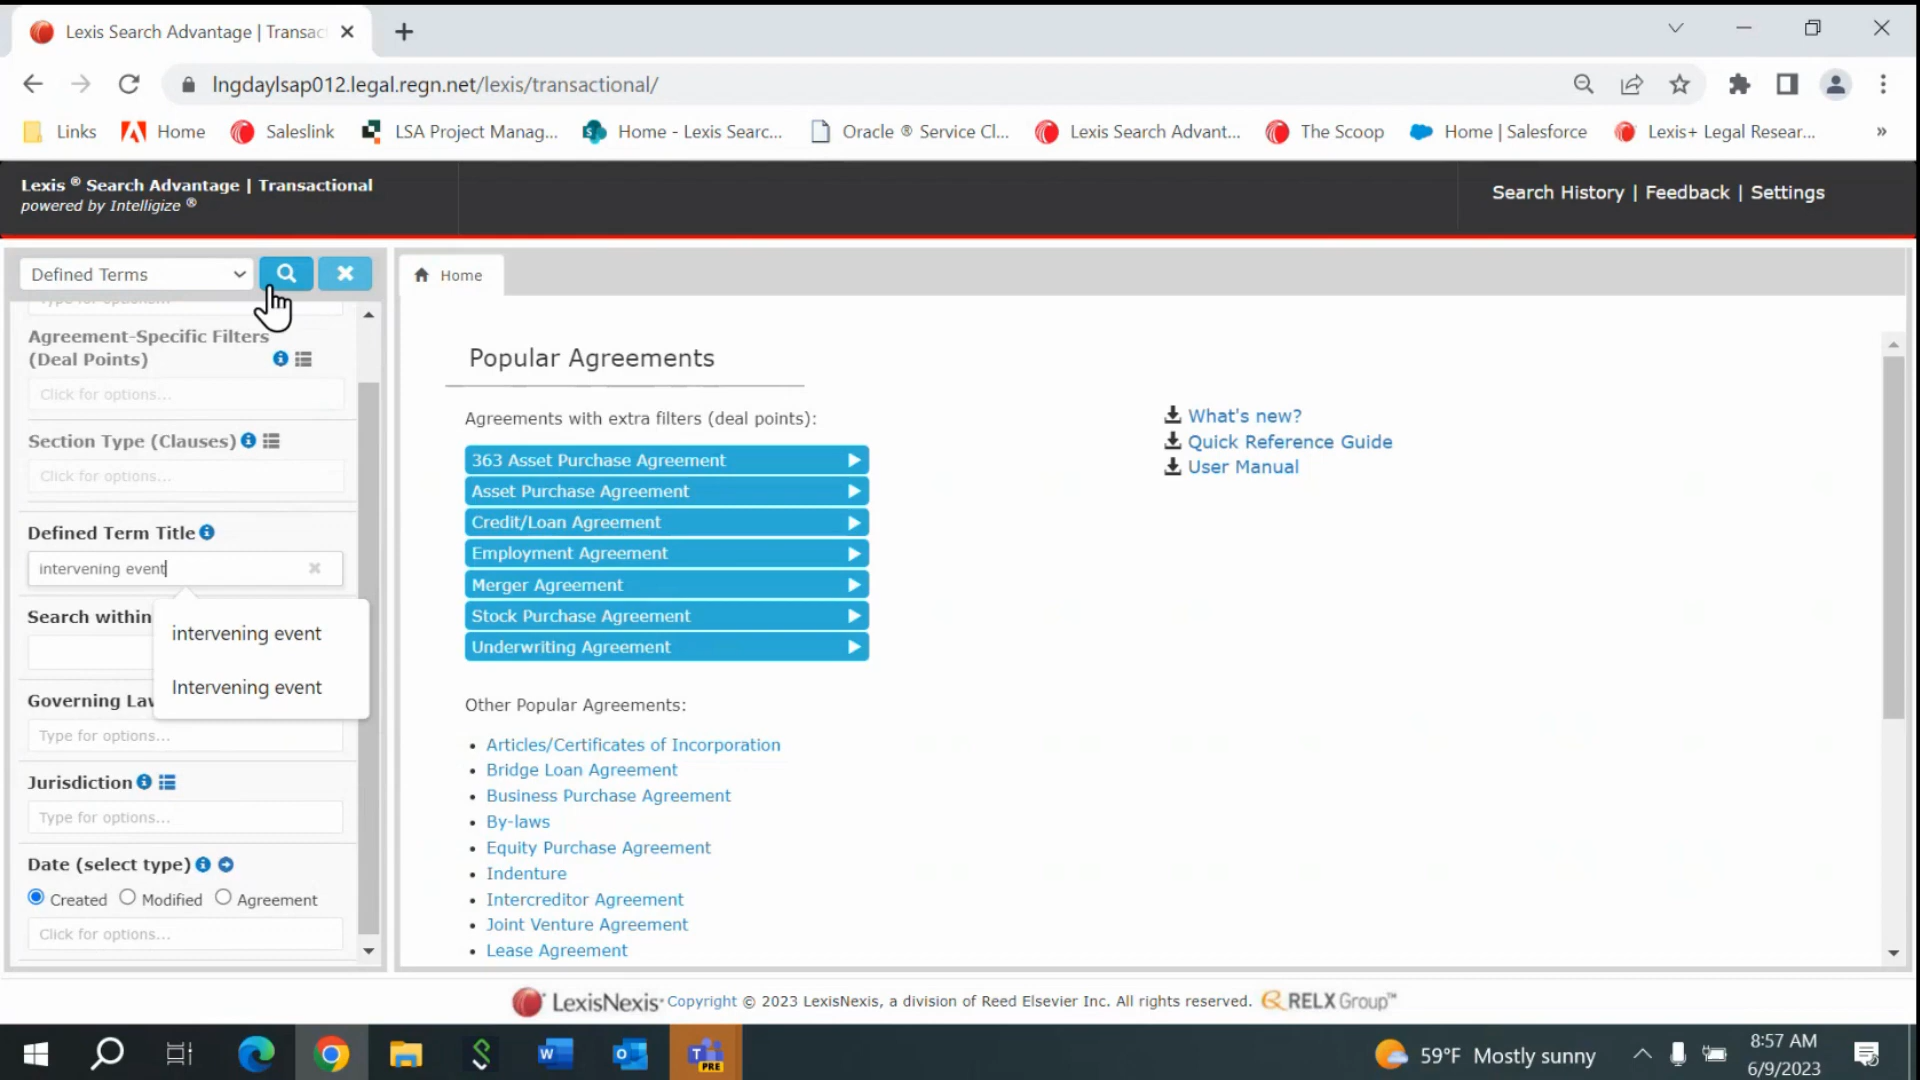 Lexis Search Advantage | Transac
lngdaylsap012.legal.regn.net/lexis/transactional/
Links
Home
Saleslink
LSA Project Manag...
Home - Lexis Searc...
Oracle ® Service Cl...
Lexis Search Advant...
The Scoop
Home | Salesforce
Lexis+ Legal Resear...
»
Lexis ® Search Advantage | Transactional
powered by Intelligize ®
Search History | Feedback | Settings
Defined Terms
Home
Type for options...
Agreement-Specific Filters
(Deal Points)
Click for options...
Section Type (Clauses)
Click for options...
Defined Term Title
intervening event
intervening event
Intervening event
Search within
Governing Law
Type for options...
Jurisdiction
Type for options...
Date (select type)
Created Modified Agreement
Click for options...
Popular Agreements
Agreements with extra filters (deal points):
363 Asset Purchase Agreement
Asset Purchase Agreement
Credit/Loan Agreement
Employment Agreement
Merger Agreement
Stock Purchase Agreement
Underwriting Agreement
Other Popular Agreements:
• Articles/Certificates of Incorporation
• Bridge Loan Agreement
• Business Purchase Agreement
• By-laws
• Equity Purchase Agreement
• Indenture
• Intercreditor Agreement
• Joint Venture Agreement
• Lease Agreement
What's new?
Quick Reference Guide
User Manual
LexisNexis® Copyright © 2023 LexisNexis, a division of Reed Elsevier Inc. All rights reserved. RELX Group™
PRE
59°F Mostly sunny
8:57 AM
6/9/2023